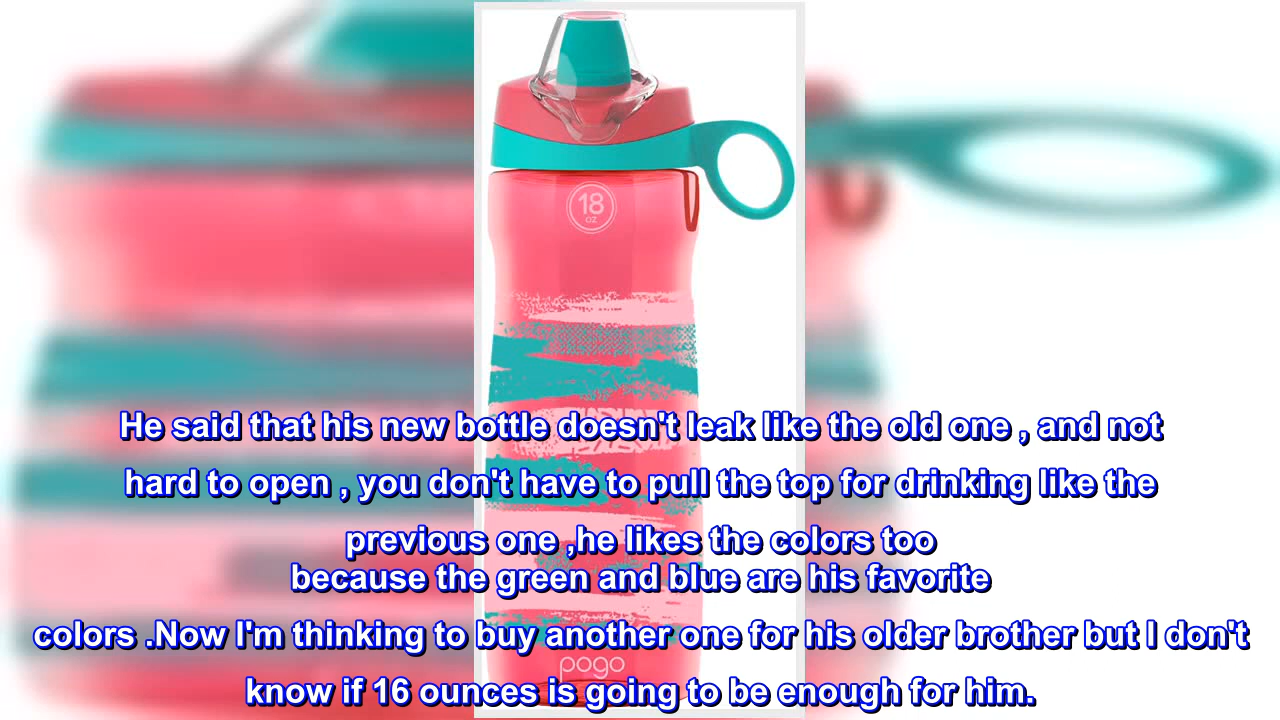 18
oz
He said that his new bottle doesn't leak like the old one , and not
hard to open , you don't have to pull the top for drinking like the
previous one ,he likes the colors too
because the green and blue are his favorite
colors .Now I'm thinking to buy another one for his older brother but I don't
know if 16 ounces is going to be enough for him.
pogo